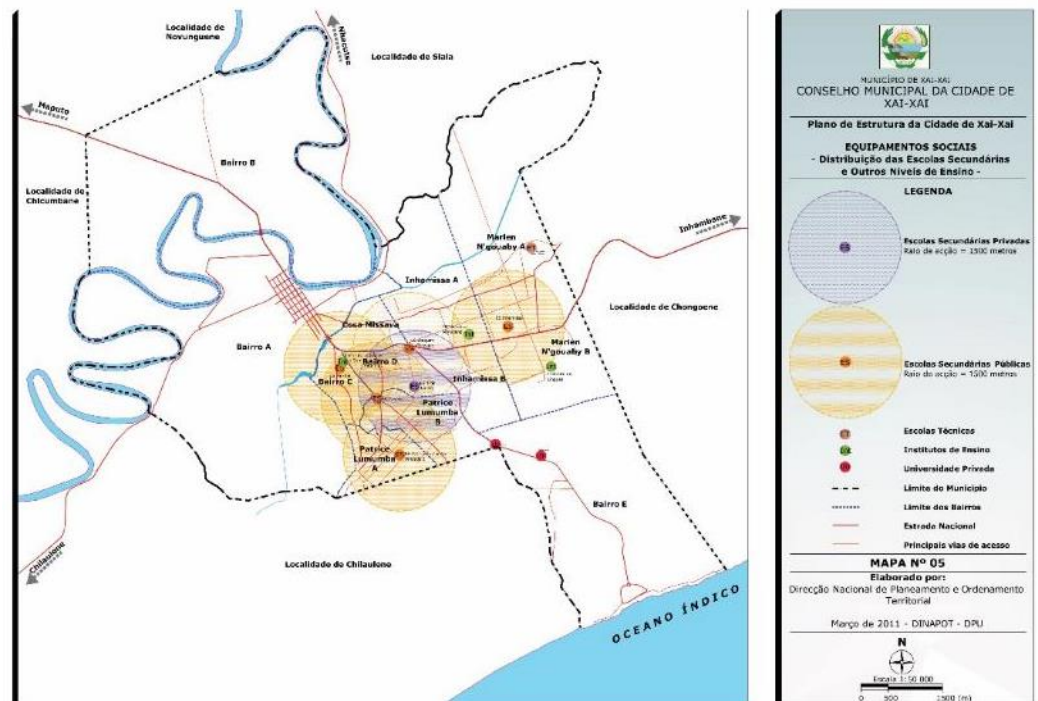 Localidade de
Novunguene
Nhacutse
Localidade de Siaia
Maputo
Bairro B
Localidade de
Chicumbane
Inhambane
Marien
N'gouaby A
Inhamissa A
Localidade de Chongoene
Coca Missava
Bairro A
Bairro D
Bairro C
Marien
N'gouaby B
Inhamissa B
Patrice
Lumumba
B
Patrice
Lumumba
A
Bairro E
Chilaulene
Localidade de Chilaulene
OCEANO ÍNDICO
MUNICÍPIO DE XAI-XAI
CONSELHO MUNICIPAL DA CIDADE DE
XAI-XAI
Plano de Estrutura da Cidade de Xai-Xai
EQUIPAMENTOS SOCIAIS
- Distribuição das Escolas Secundárias
e Outros Níveis de Ensino -
LEGENDA
ES
Escolas Secundárias Privadas
Raio de acção = 1500 metros
ES
Escolas Secundárias Públicas
Raio de acção = 1500 metros
ET
Escolas Técnicas
Institutos de Ensino
Universidade Privada
Limite do Município
Limite dos Bairros
Estrada Nacional
Principais vias de acesso
MAPA Nº 05
Elaborado por:
Direcção Nacional de Planeamento e Ordenamento
Territorial
Março de 2011 - DINAPOT - DPU
N
Escala 1:50 000
0 500 1500 (m)